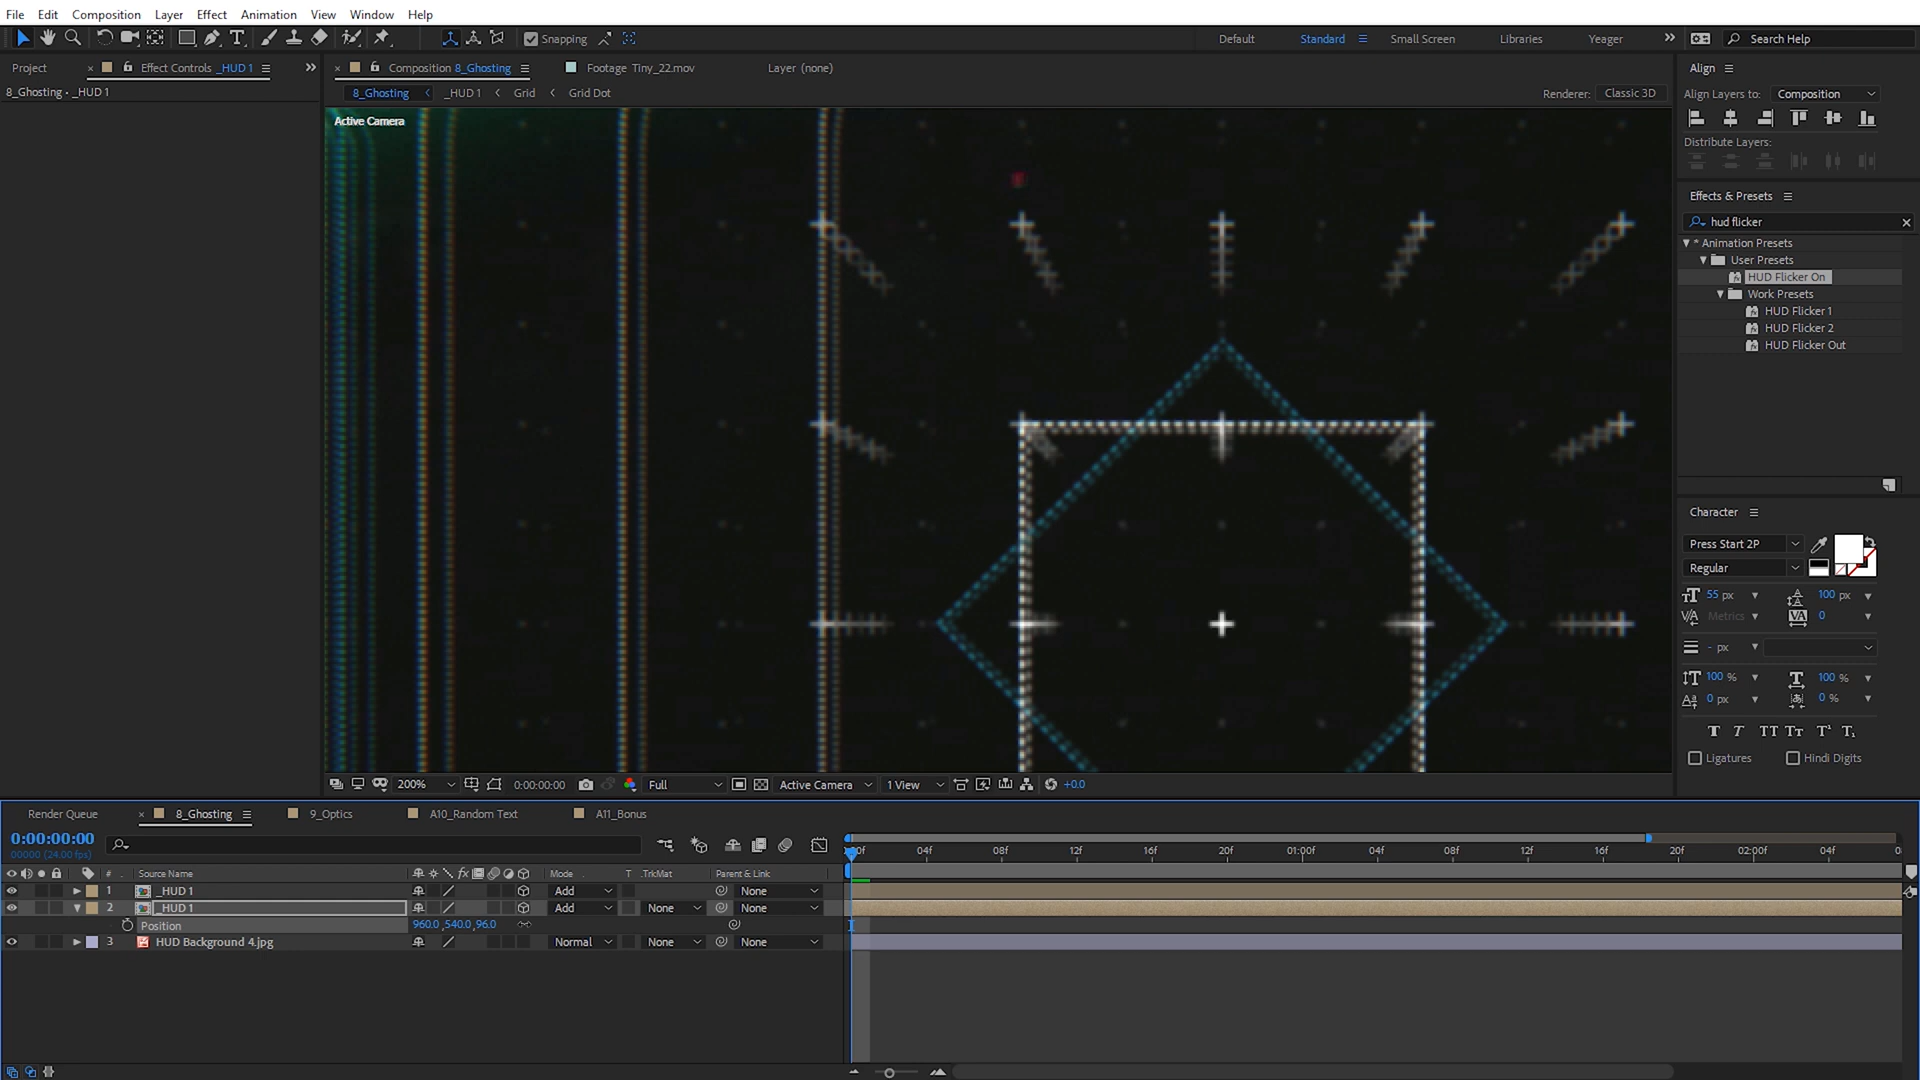 File Edit Composition Layer Effect Animation View Window Help
Snapping
Default Standard Small Screen Libraries Yeager Search Help
Project Effect Controls _HUD 1
Composition 8_Ghosting Footage Tiny_22.mov Layer (none)
Align
8_Ghosting • _HUD 1
8_Ghosting _HUD 1 Grid Grid Dot
Renderer: Classic 3D
Align Layers to: Composition
Active Camera
Distribute Layers:
Effects & Presets
hud flicker
* Animation Presets
User Presets
HUD Flicker On
Work Presets
HUD Flicker 1
HUD Flicker 2
HUD Flicker Out
Character
Press Start 2P
Regular
55 px 100 px
Metrics 0
- px
100 % 100 %
0 px 0 %
T T TT Tт T¹ T₁
Ligatures Hindi Digits
200% 0:00:00:00 Full Active Camera 1 View +0.0
Render Queue 8_Ghosting 9_Optics A10_Random Text A11_Bonus
0:00:00:00
00000 (24.00 fps)
04f 08f 12f 16f 20f 01:00f 04f 08f 12f 16f 20f 02:00f 04f
# Source Name Mode T .TrkMat Parent & Link
1 _HUD 1 Add None
2 _HUD 1 Add None None
Position 960.0,540.0,96.0
3 HUD Background 4.jpg Normal None None